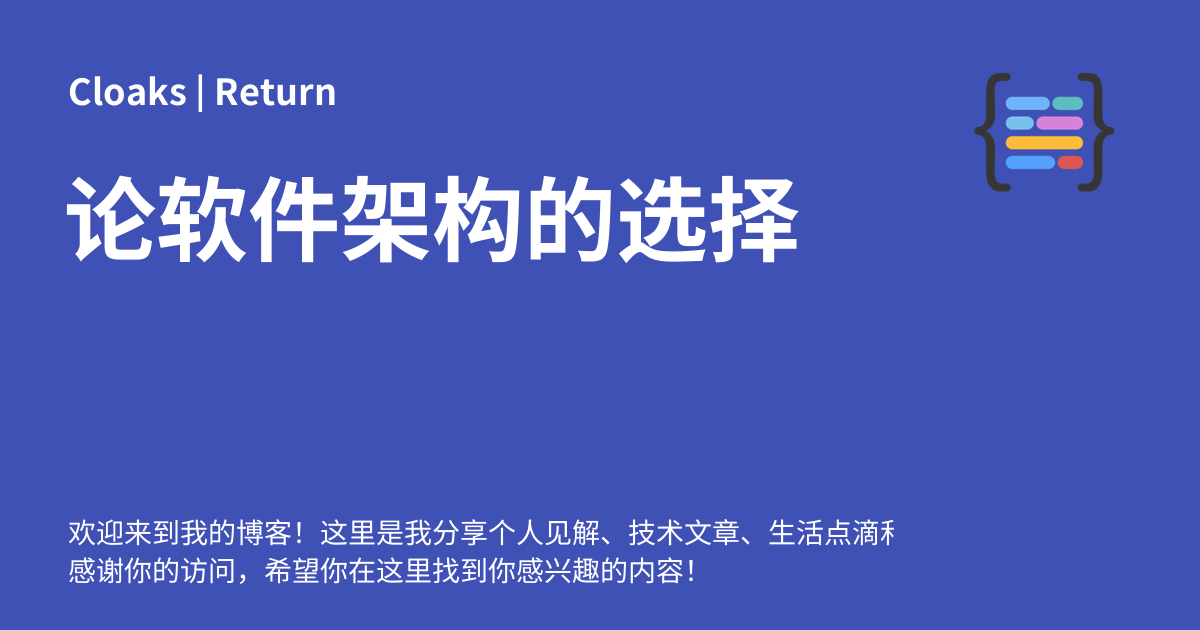 Cloaks | Return
论软件架构的选择
欢迎来到我的博客！这里是我分享个人见解、技术文章、生活点滴
感谢你的访问，希望你在这里找到你感兴趣的内容！